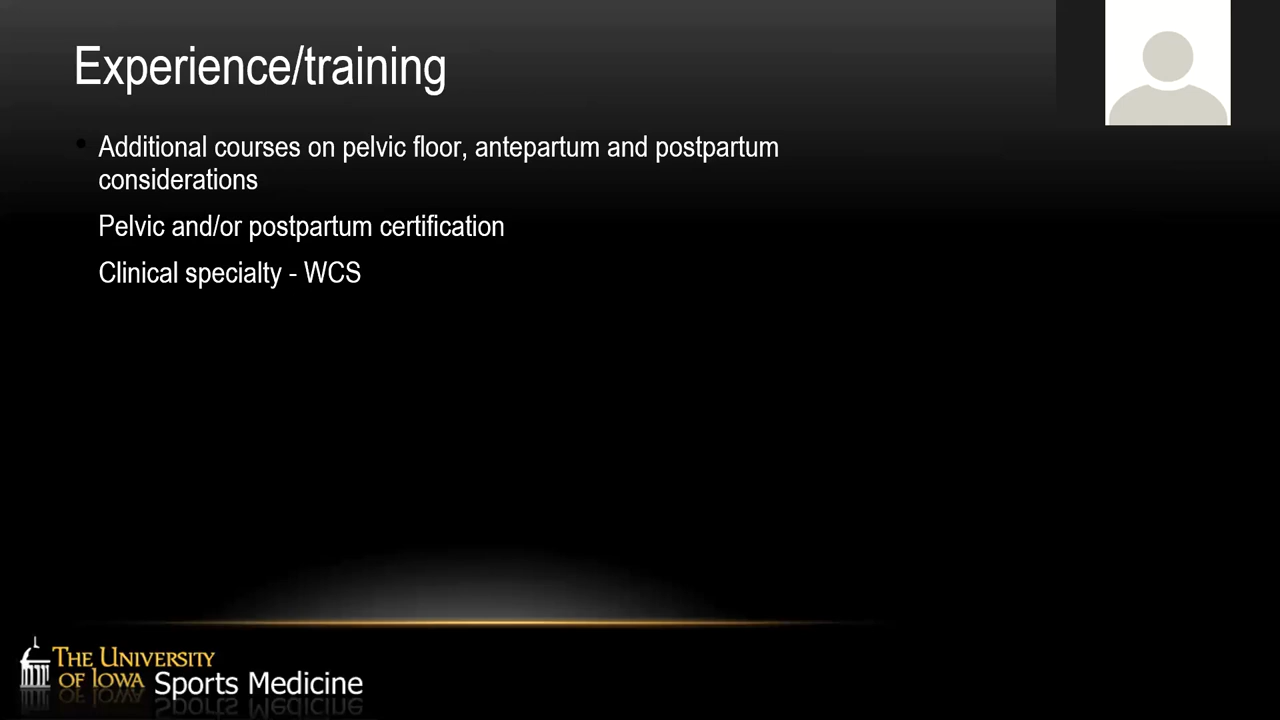 Experience/training
Additional courses on pelvic floor, antepartum and postpartum
considerations
Pelvic and/or postpartum certification
Clinical specialty - WCS
THE UNIVERSITY
OF IOWA Sports Medicine